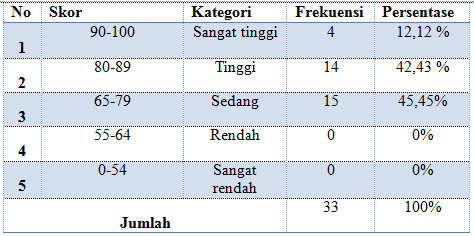 No Skor Kategori Frekuensi Persentase
1 90-100 Sangat tinggi 4 12,12 %
2 80-89 Tinggi 14 42,43 %
3 65-79 Sedang 15 45,45%
4 55-64 Rendah 0 0%
5 0-54 Sangat rendah 0 0%
Jumlah 33 100%